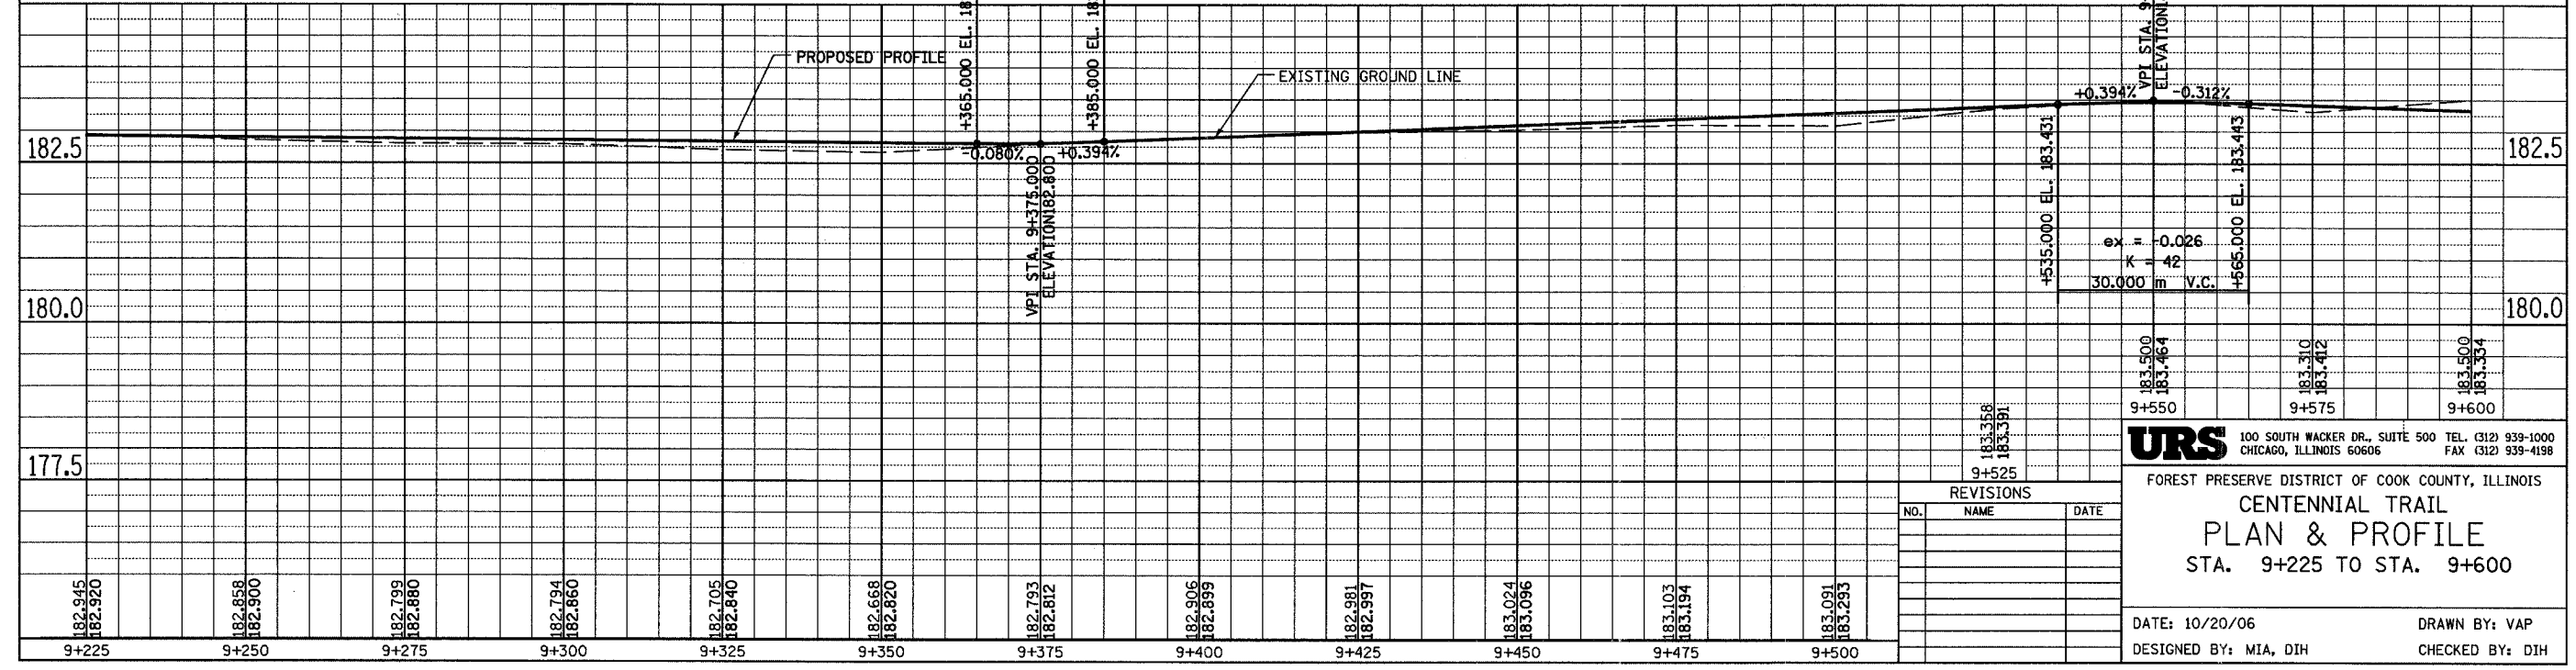 PROPOSED PROFILE
+365.000 EL. 18
+385.000 EL. 18
EXISTING GROUND LINE
VPI STA. 9+
ELEVATION
+0.394%
-0.312%
182.5
-0.080%
+0.394%
182.5
VPI STA. 9+375.000
ELEVATION182.800
+535.000 EL. 183.431
+565.000 EL. 183.443
ex = -0.026
K = 42
30.000 m V.C.
180.0
180.0
183.500
183.464
183.310
183.412
183.500
183.334
9+550
9+575
9+600
183.358
183.391
9+525
177.5
URS
100 SOUTH WACKER DR., SUITE 500 TEL. (312) 939-1000
CHICAGO, ILLINOIS 60606 FAX (312) 939-4198
FOREST PRESERVE DISTRICT OF COOK COUNTY, ILLINOIS
CENTENNIAL TRAIL
PLAN & PROFILE
STA. 9+225 TO STA. 9+600
REVISIONS
NO. NAME DATE
DATE: 10/20/06 DRAWN BY: VAP
DESIGNED BY: MIA, DIH CHECKED BY: DIH
182.945
182.920
182.858
182.900
182.799
182.880
182.794
182.860
182.705
182.840
182.668
182.820
182.793
182.812
182.906
182.899
182.981
182.997
183.024
183.096
183.103
183.194
183.091
183.293
9+225
9+250
9+275
9+300
9+325
9+350
9+375
9+400
9+425
9+450
9+475
9+500